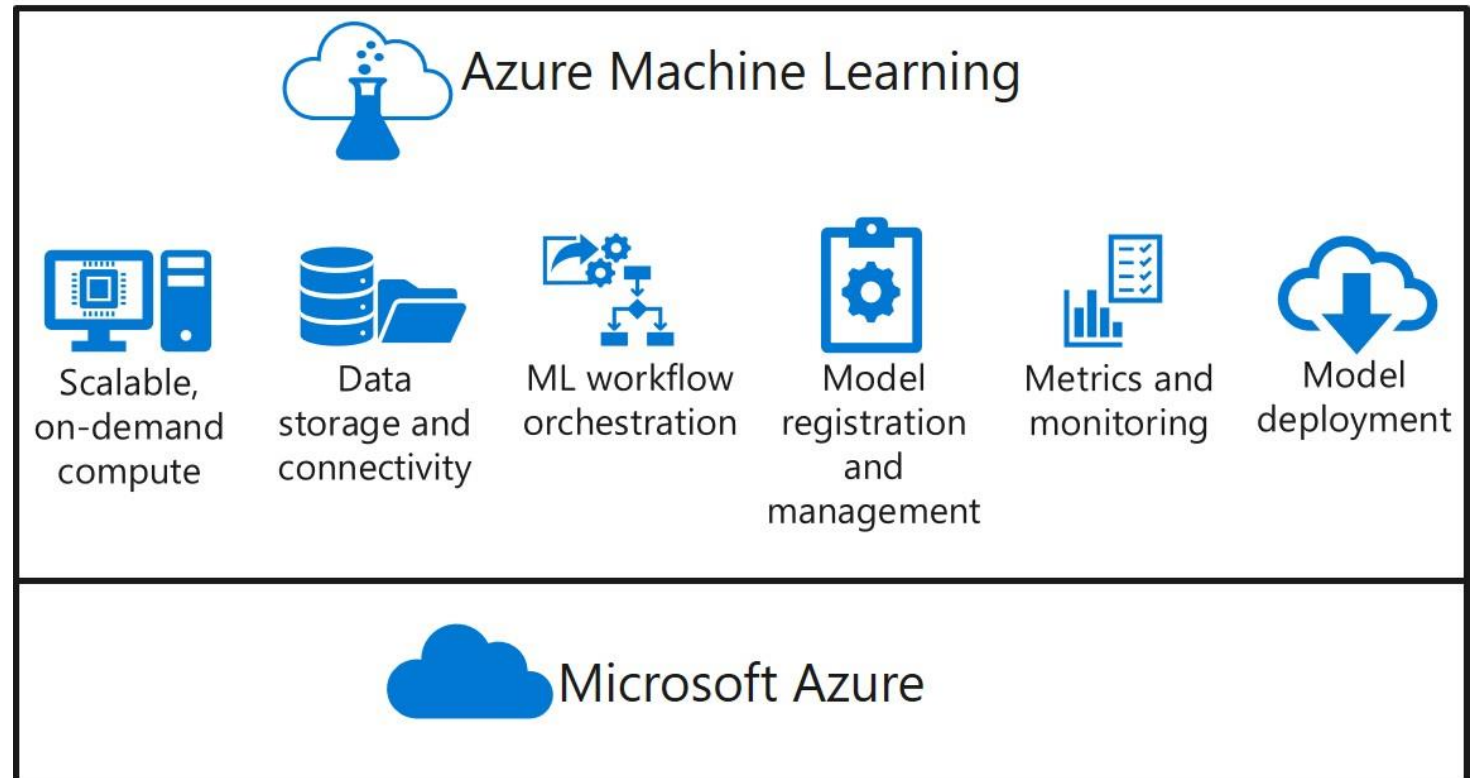 Azure Machine Learning
Scalable,
on-demand
compute
Data
storage and
connectivity
ML workflow
orchestration
Model
registration
and
management
Metrics and
monitoring
Model
deployment
Microsoft Azure